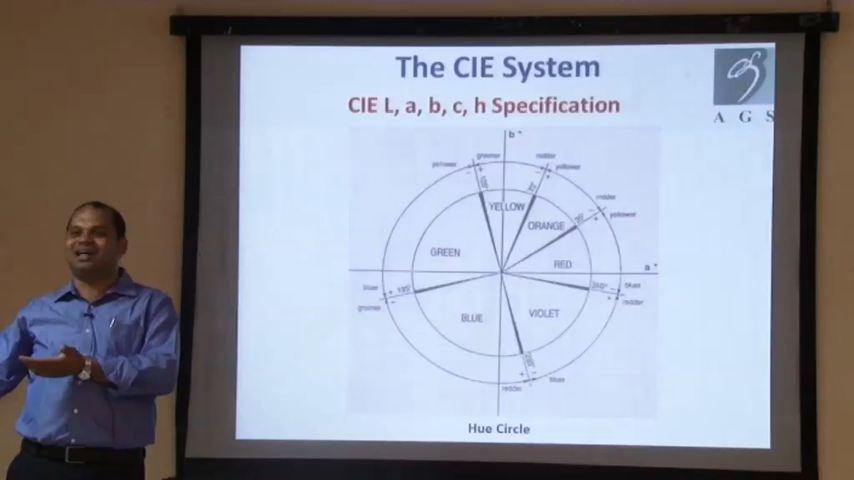 The CIE System
CIE L, a, b, c, h Specification
A G S
b*
greener
redder
yellower
yellower
redder
yellower
YELLOW
ORANGE
GREEN
RED
a*
bluer
195°
bluer
redder
greener
BLUE
VIOLET
redder
bluer
Hue Circle